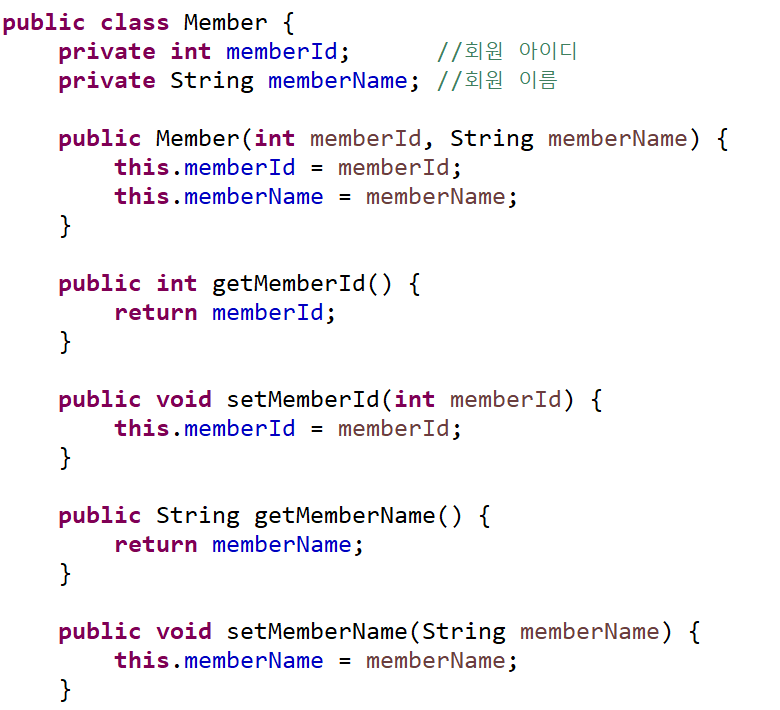 public class Member {
    private int memberId;      //회원 아이디
    private String memberName; //회원 이름

    public Member(int memberId, String memberName) {
        this.memberId = memberId;
        this.memberName = memberName;
    }

    public int getMemberId() {
        return memberId;
    }

    public void setMemberId(int memberId) {
        this.memberId = memberId;
    }

    public String getMemberName() {
        return memberName;
    }

    public void setMemberName(String memberName) {
        this.memberName = memberName;
    }